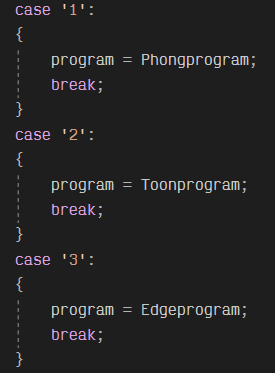 case '1':
{
    program = Phongprogram;
    break;
}
case '2':
{
    program = Toonprogram;
    break;
}
case '3':
{
    program = Edgeprogram;
    break;
}